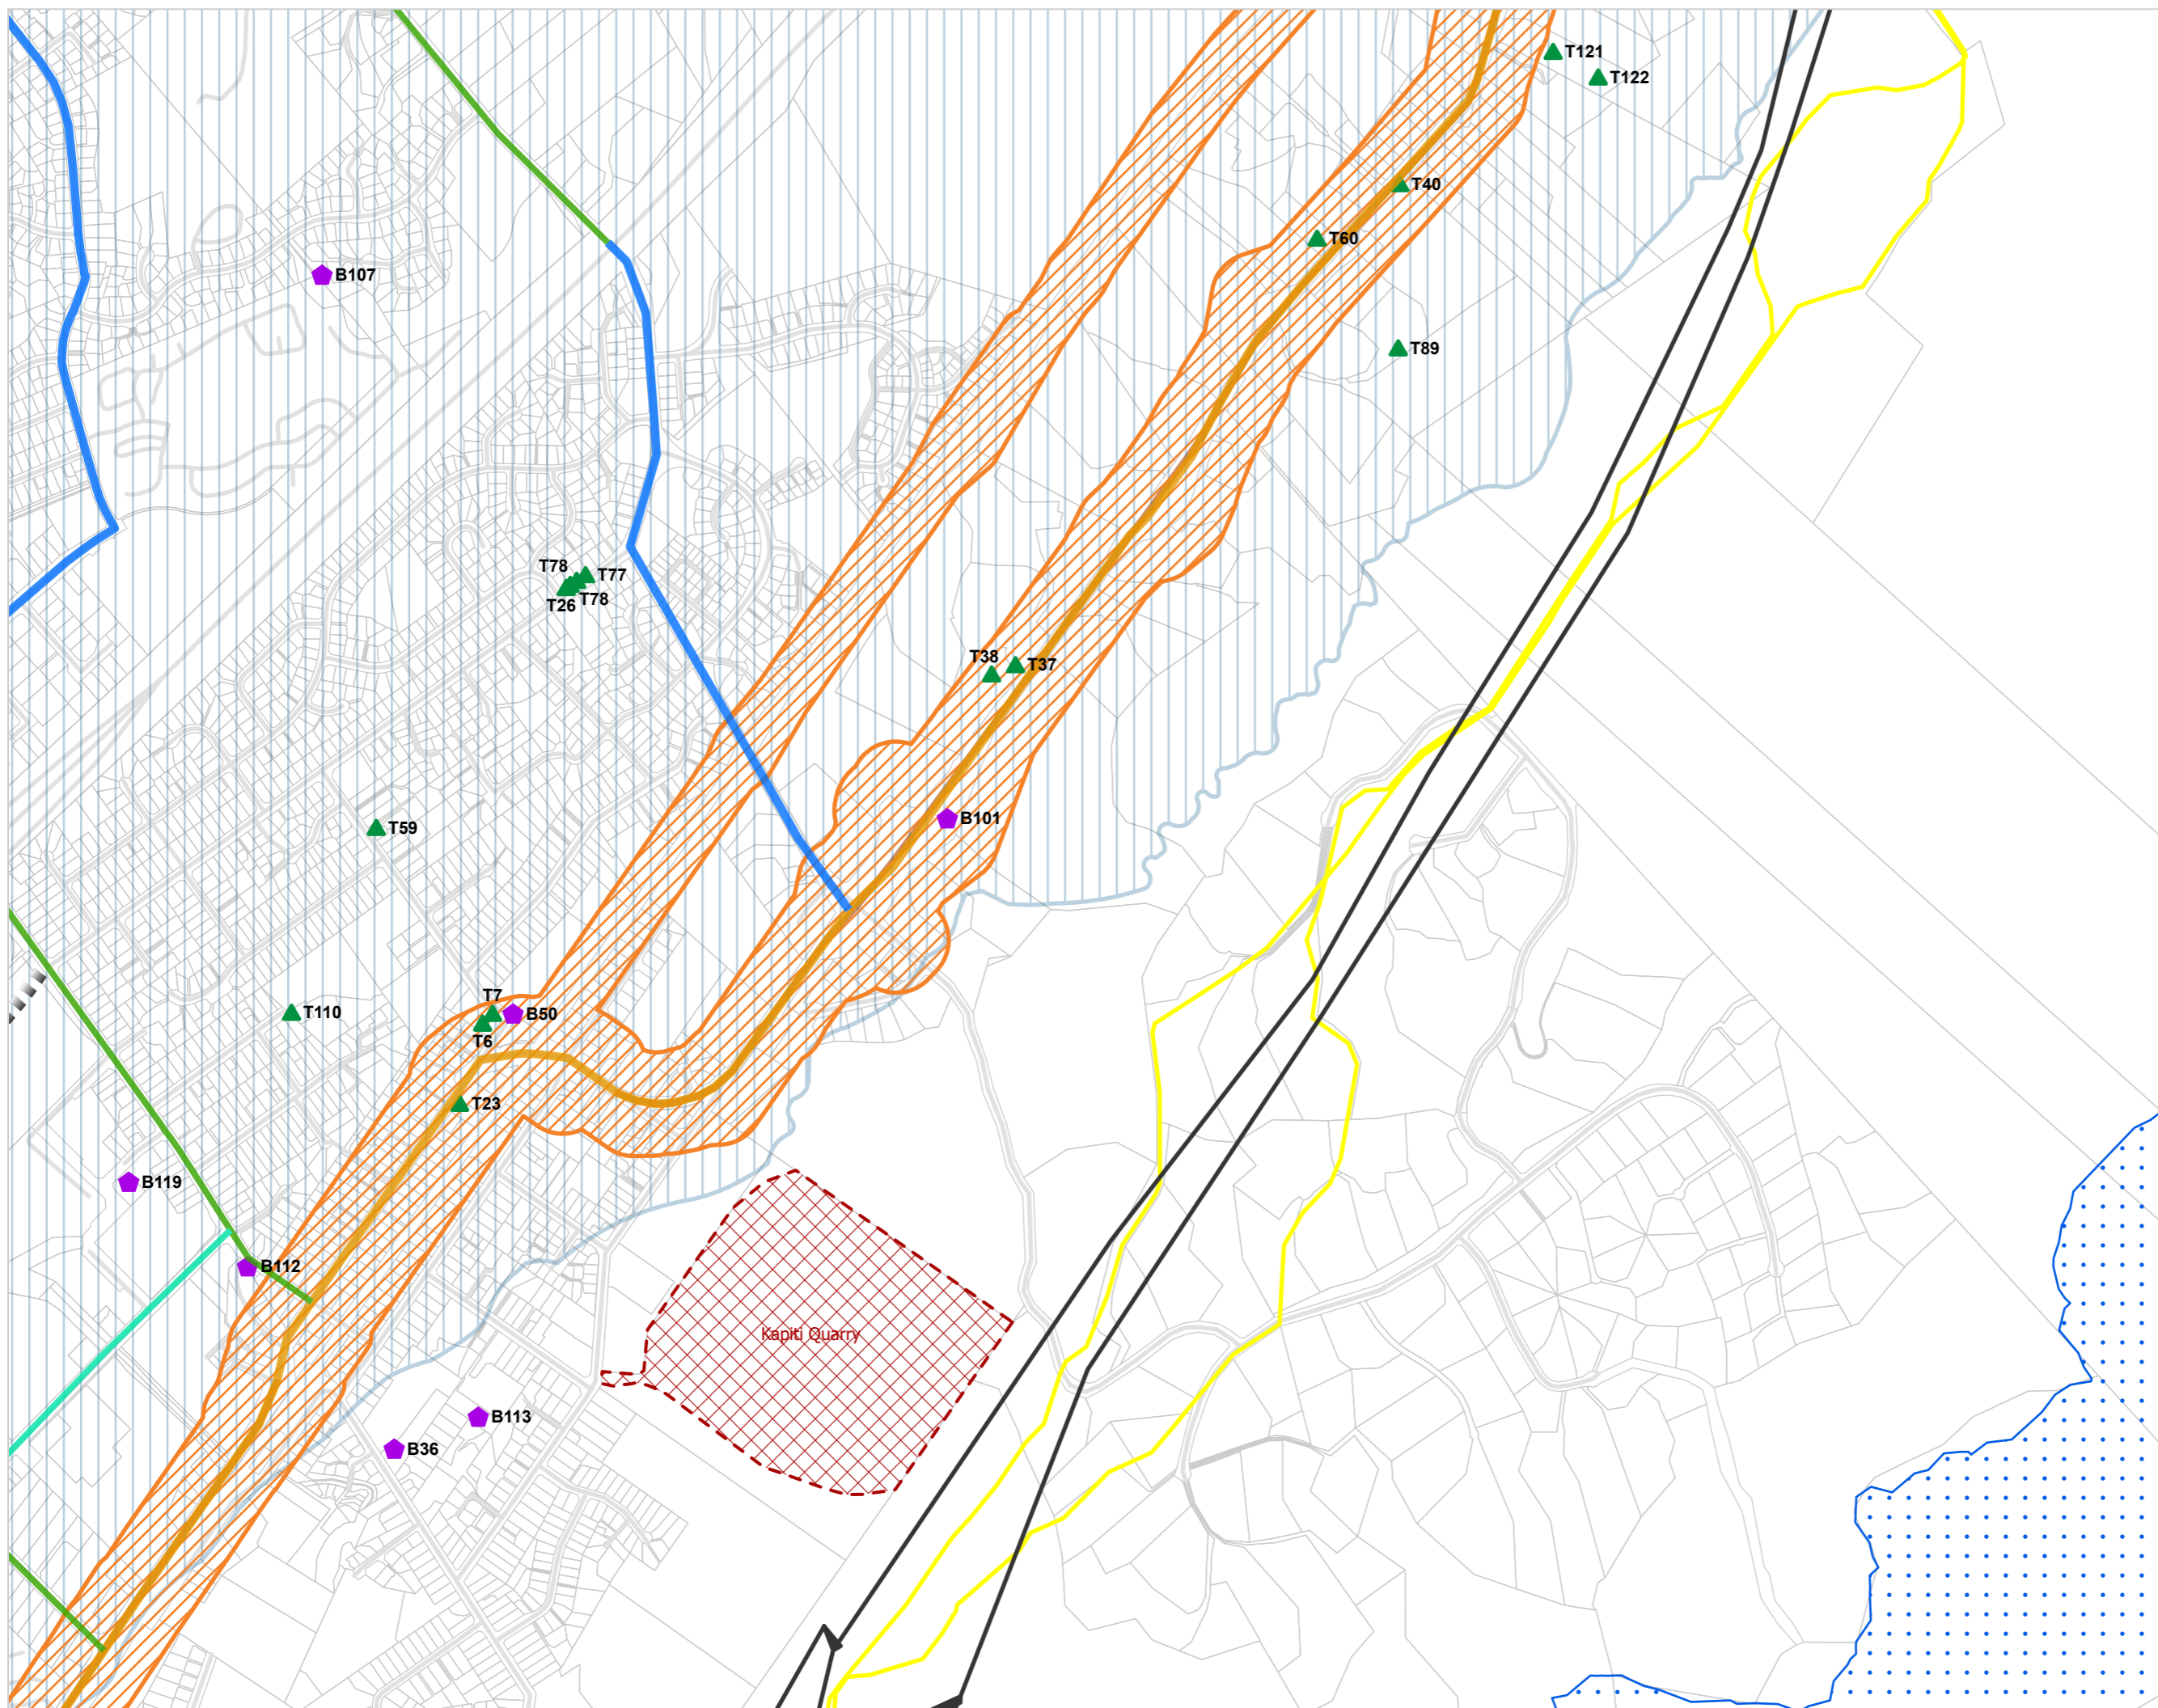 T121
T122
T40
T60
B107
T89
T78
T77
T78
T26
T38
T37
B101
T59
T7
B50
T110
T6
T23
B119
B112
Kapiti Quarry
B113
B36